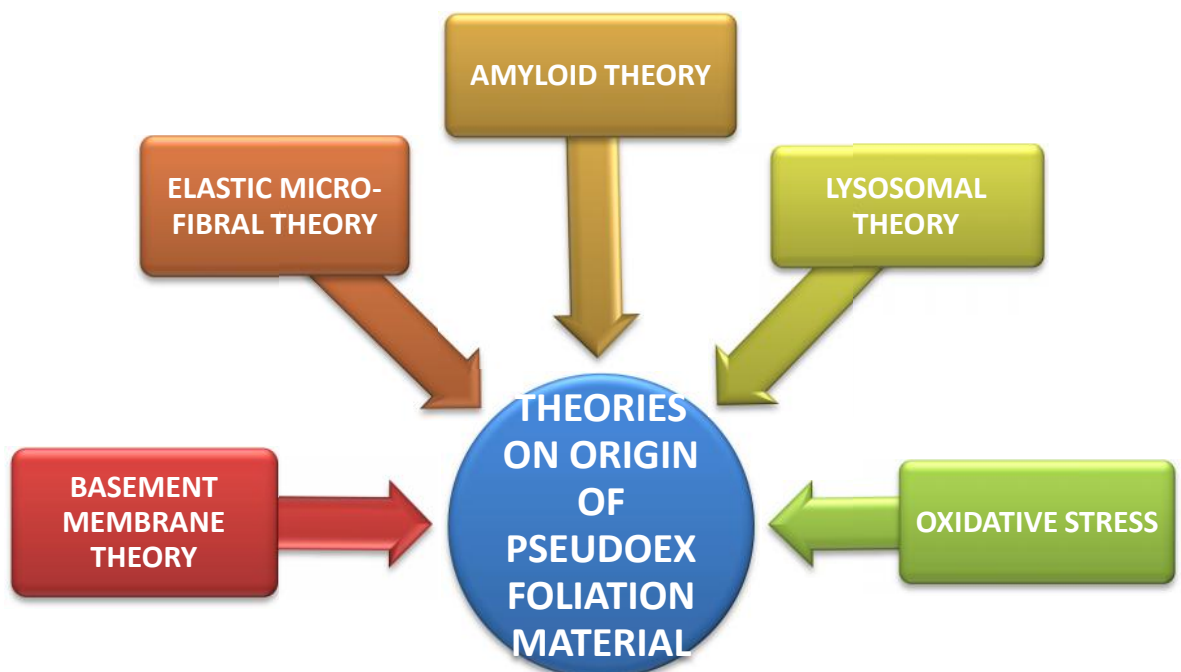 AMYLOID THEORY
ELASTIC MICRO-
FIBRAL THEORY
LYSOSOMAL
THEORY
BASEMENT
MEMBRANE
THEORY
THEORIES
ON ORIGIN
OF
PSEUDOEX
FOLIATION
MATERIAL
OXIDATIVE STRESS